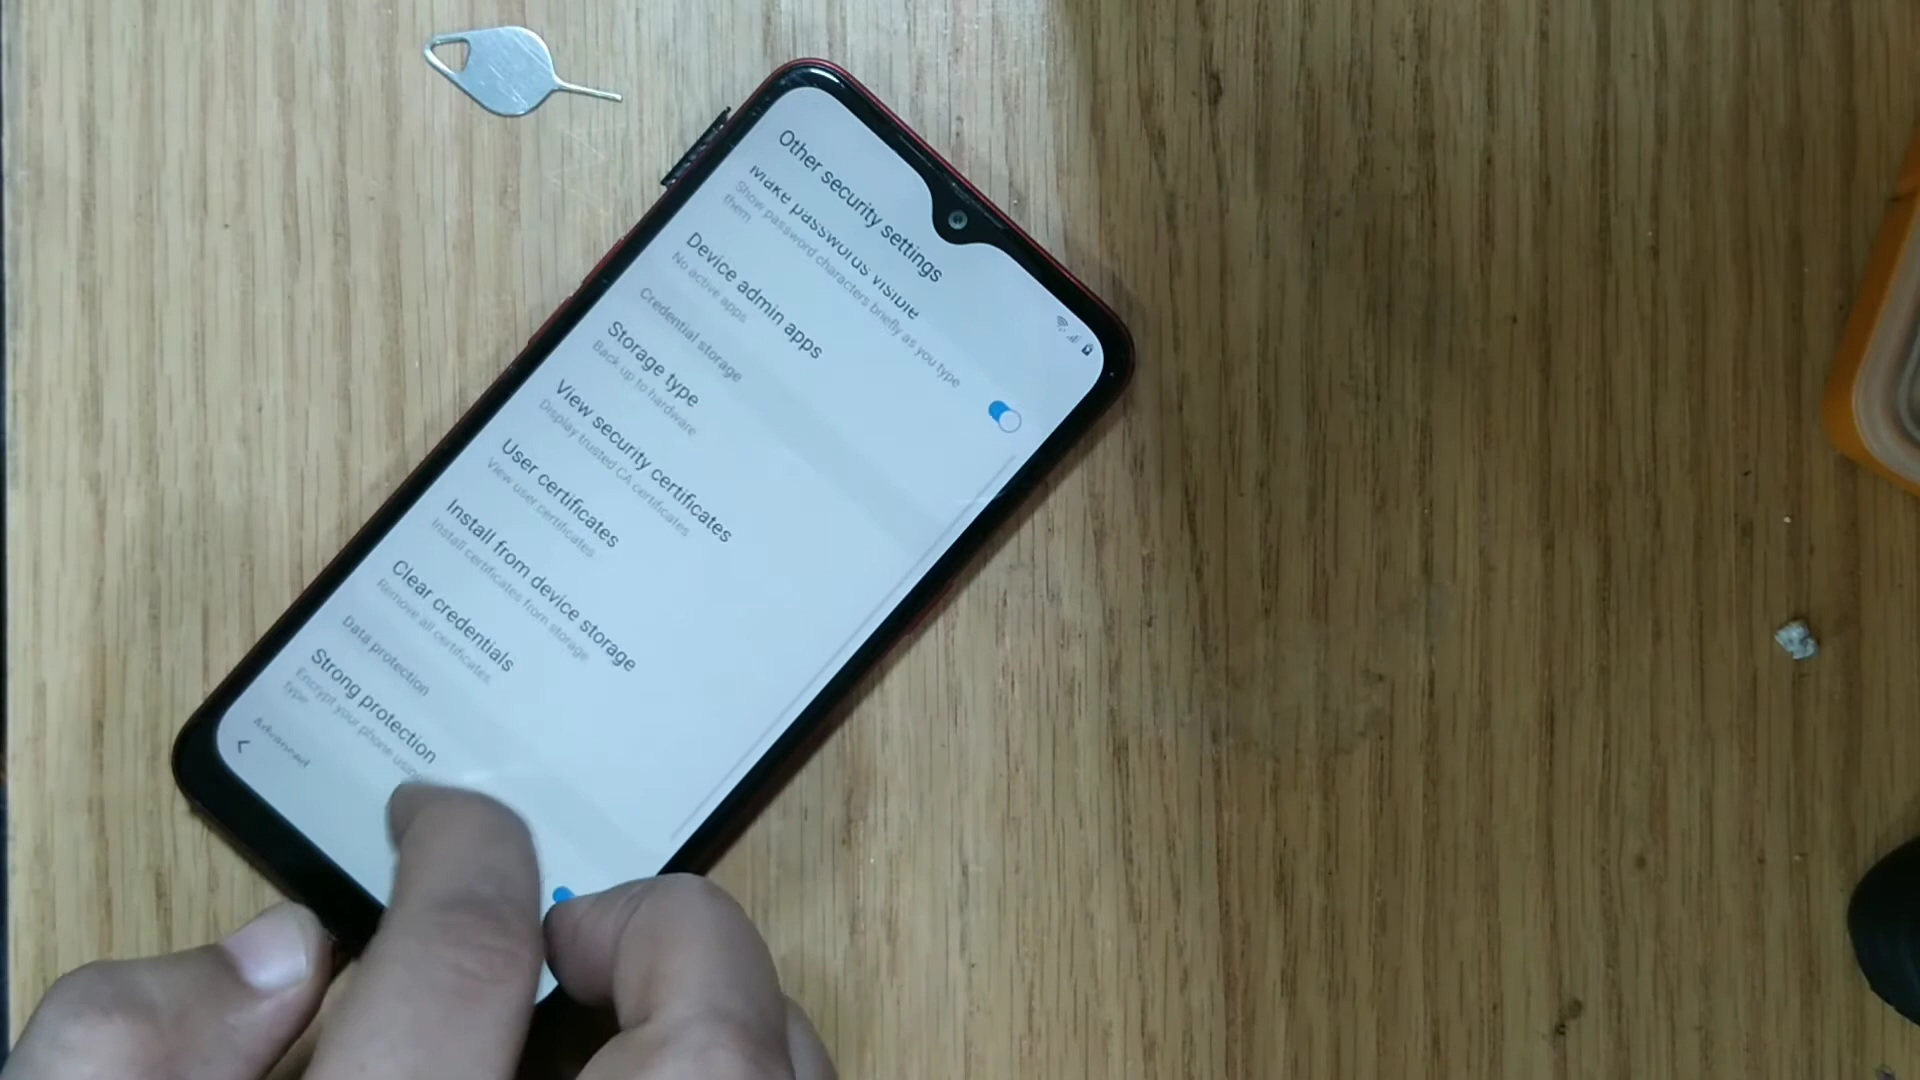 Other security settings
Make passwords visible
Show password characters briefly as you type
them
Device admin apps
No active apps
Credential storage
Storage type
Back up to hardware
View security certificates
Display trusted CA certificates
User certificates
View user certificates
Install from device storage
Install certificates from storage
Clear credentials
Remove all certificates
Data protection
Strong protection
Encrypt your phone using
type
Advanced